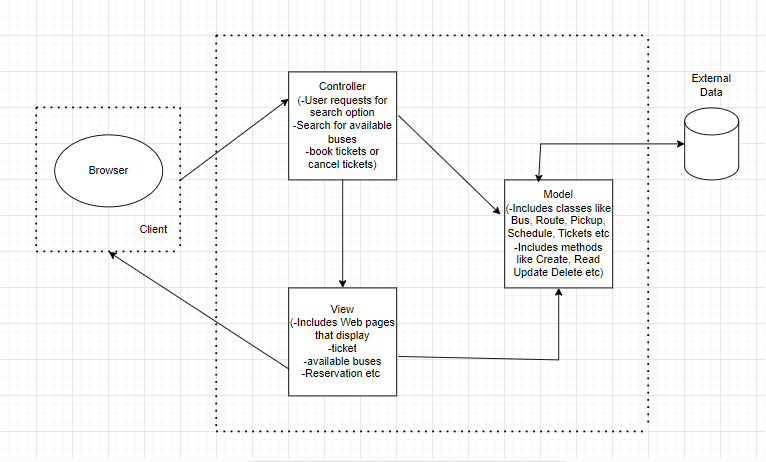 Controller
(-User requests for
search option
-Search for available
buses
-book tickets or
cancel tickets)
External
Data
Browser
Client
Model
(-Includes classes like
Bus, Route, Pickup,
Schedule, Tickets etc
-Includes methods
like Create, Read
Update Delete etc)
View
(-Includes Web pages
that display
-ticket
-available buses
-Reservation etc